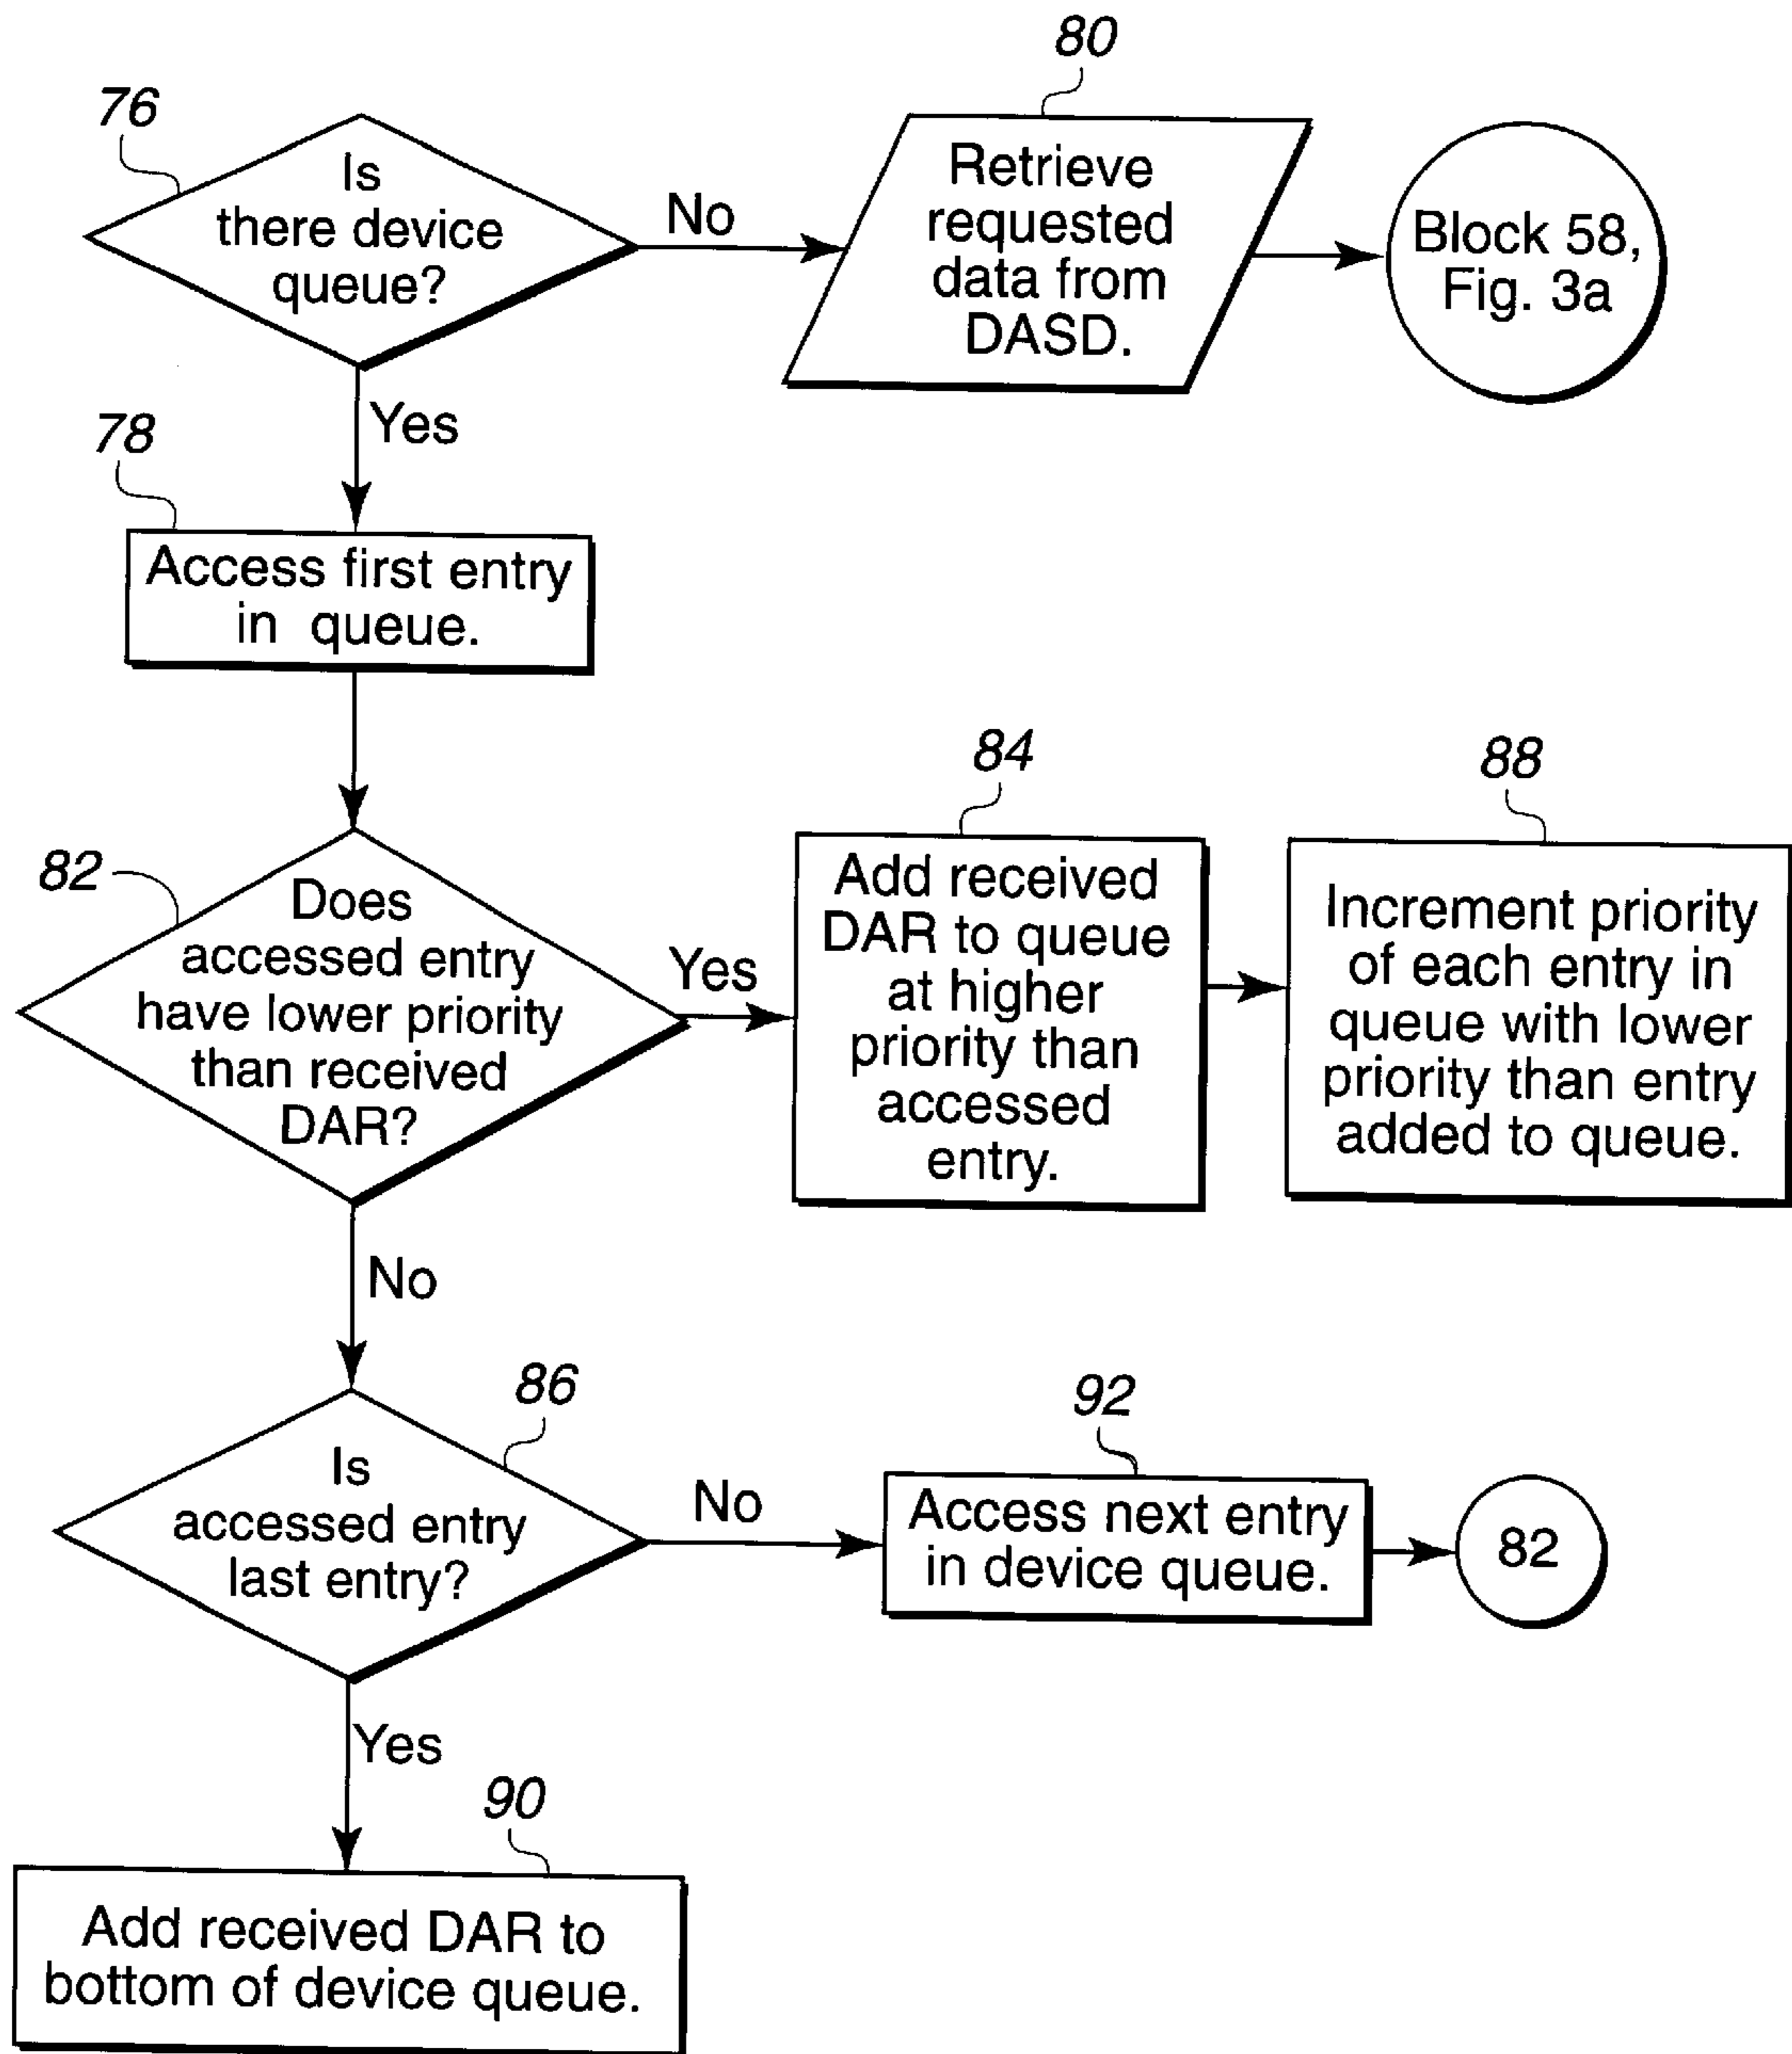 76
Is
there device
queue?
No
80
Retrieve
requested
data from
DASD.
Block 58,
Fig. 3a
Yes
78
Access first entry
in queue.
82
Does
accessed entry
have lower priority
than received
DAR?
Yes
84
Add received
DAR to queue
at higher
priority than
accessed
entry.
88
Increment priority
of each entry in
queue with lower
priority than entry
added to queue.
No
86
Is
accessed entry
last entry?
No
92
Access next entry
in device queue.
82
Yes
90
Add received DAR to
bottom of device queue.